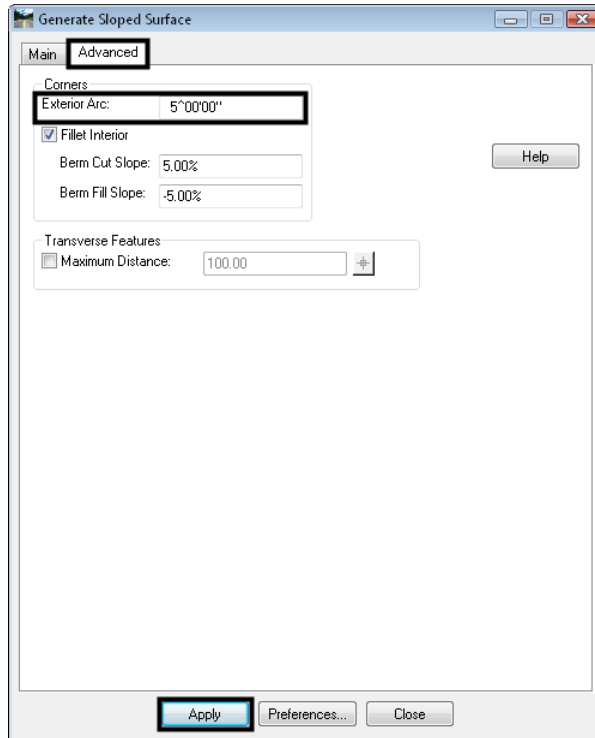 Generate Sloped Surface
Main Advanced
Corners
Exterior Arc: 5^00'00"
Fillet Interior
Berm Cut Slope: 5.00%
Help
Berm Fill Slope: -5.00%
Transverse Features
Maximum Distance: 100.00
Apply Preferences... Close